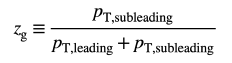 z_g ≡ p_T,subleading / (p_T,leading + p_T,subleading)